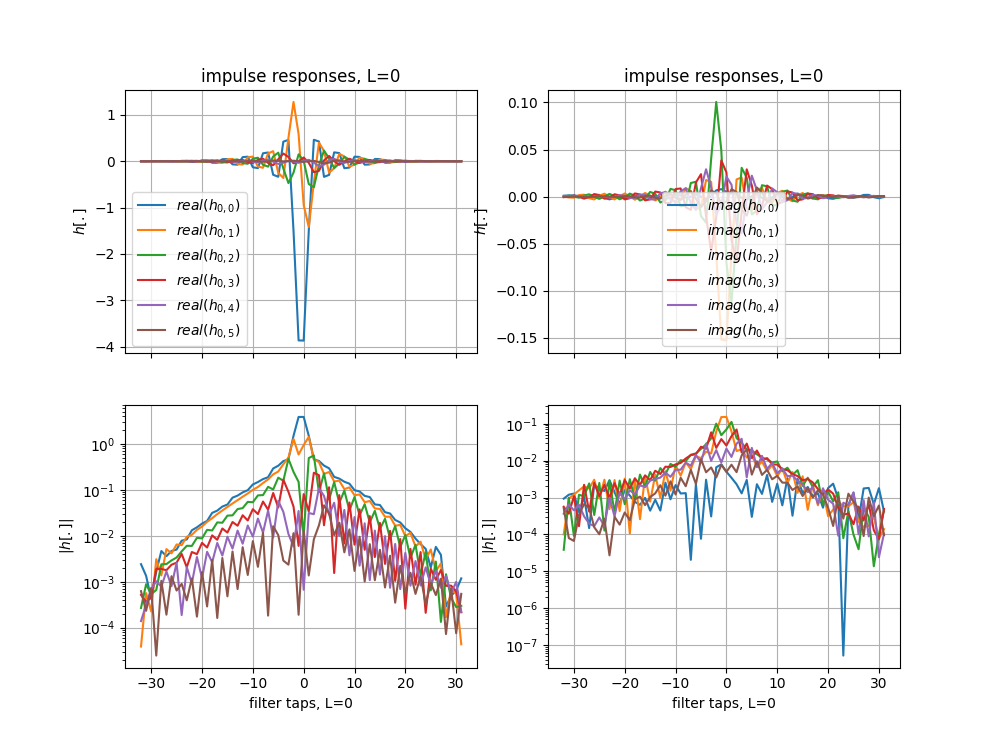 impulse responses, L=0
1
0
−1
−2
−3
−4
h[.]
real(h0,0)
real(h0,1)
real(h0,2)
real(h0,3)
real(h0,4)
real(h0,5)
impulse responses, L=0
0.10
0.05
0.00
−0.05
−0.10
−0.15
h[.]
imag(h0,0)
imag(h0,1)
imag(h0,2)
imag(h0,3)
imag(h0,4)
imag(h0,5)
10^0
10^−1
10^−2
10^−3
10^−4
|h[.]|
−30 −20 −10 0 10 20 30
filter taps, L=0
10^−1
10^−2
10^−3
10^−4
10^−5
10^−6
10^−7
|h[.]|
−30 −20 −10 0 10 20 30
filter taps, L=0